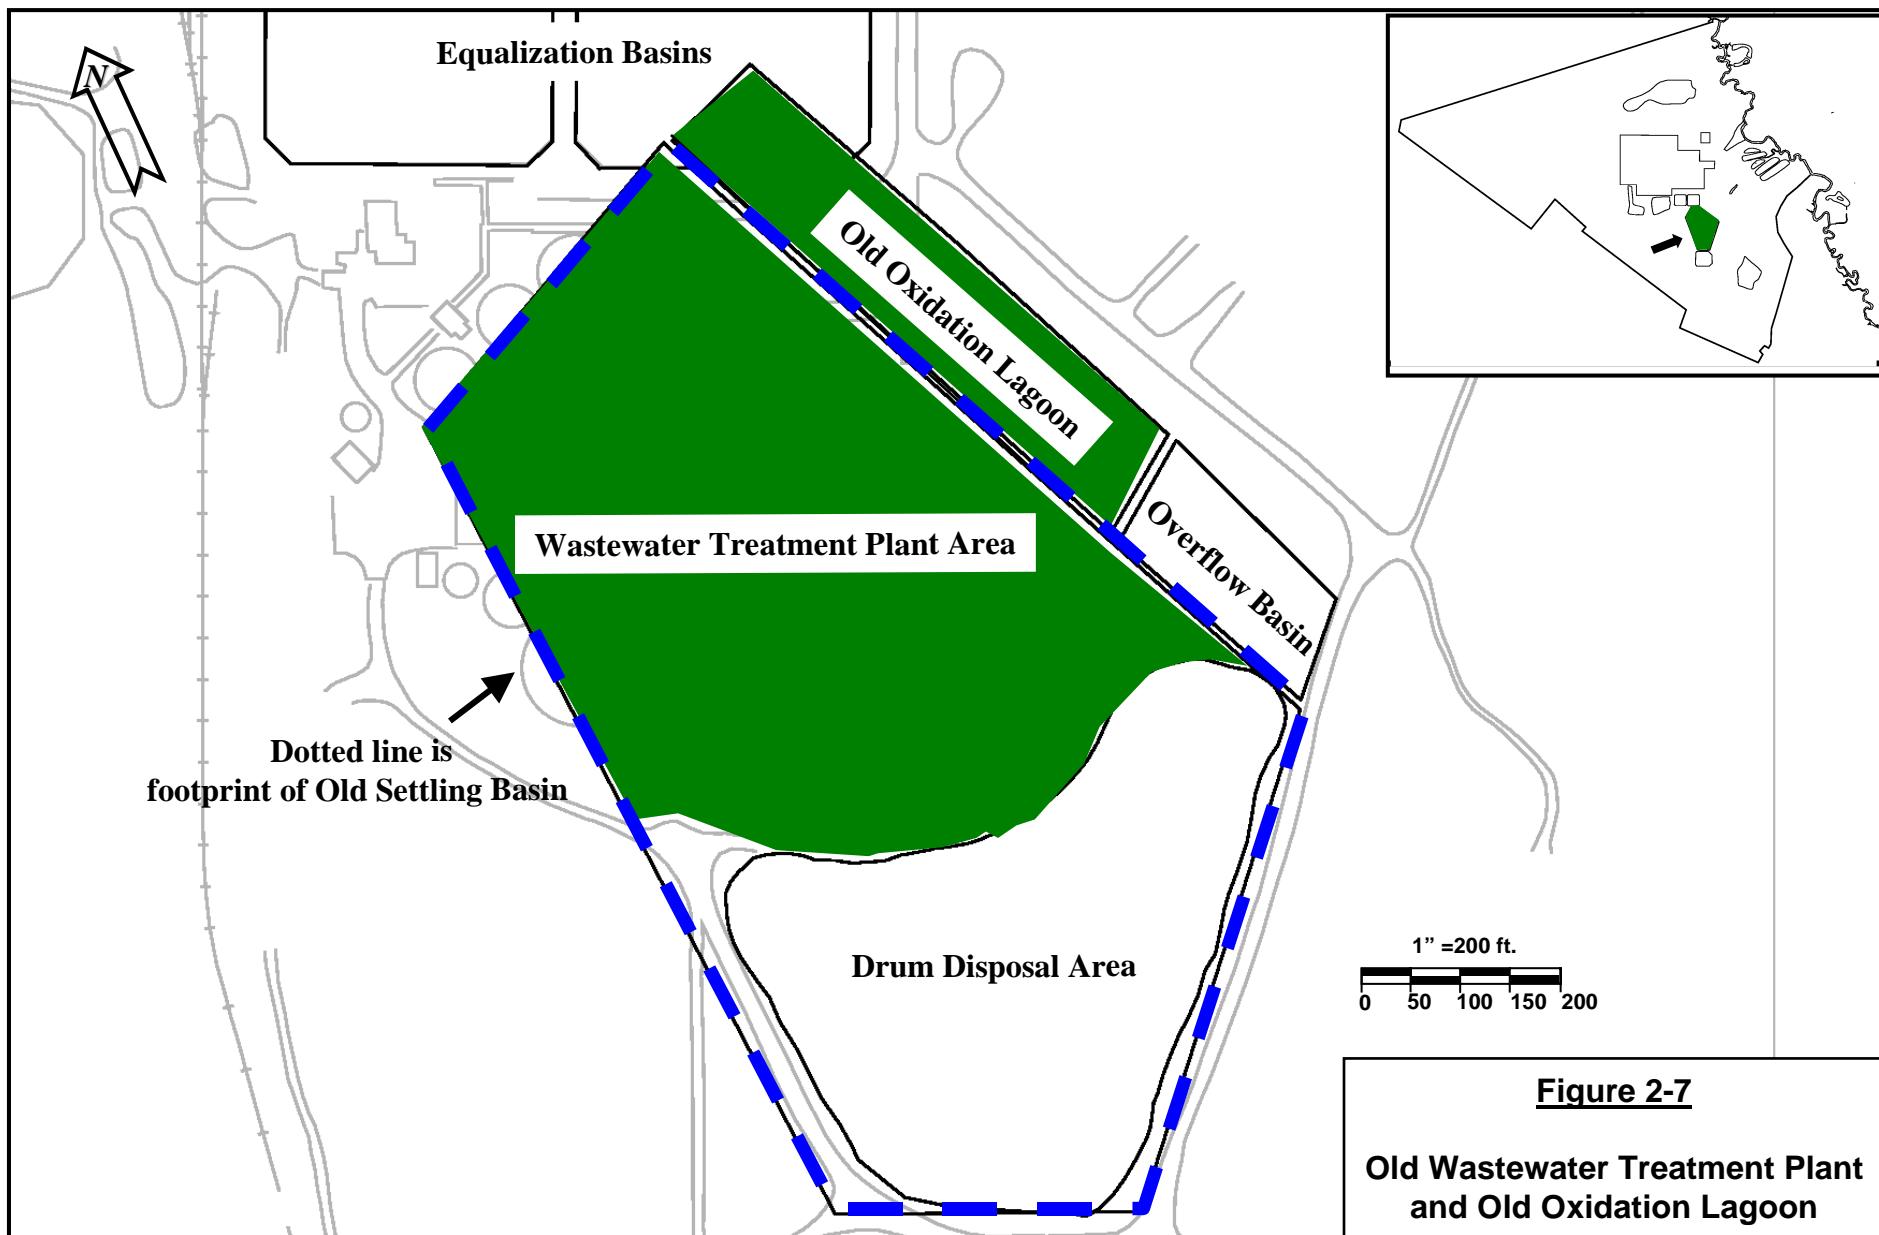 Equalization Basins
N
Old Oxidation Lagoon
Overflow Basin
Wastewater Treatment Plant Area
Dotted line is
footprint of Old Settling Basin
Drum Disposal Area
1” =200 ft.
0 50 100 150 200
Figure 2-7
Old Wastewater Treatment Plant
and Old Oxidation Lagoon